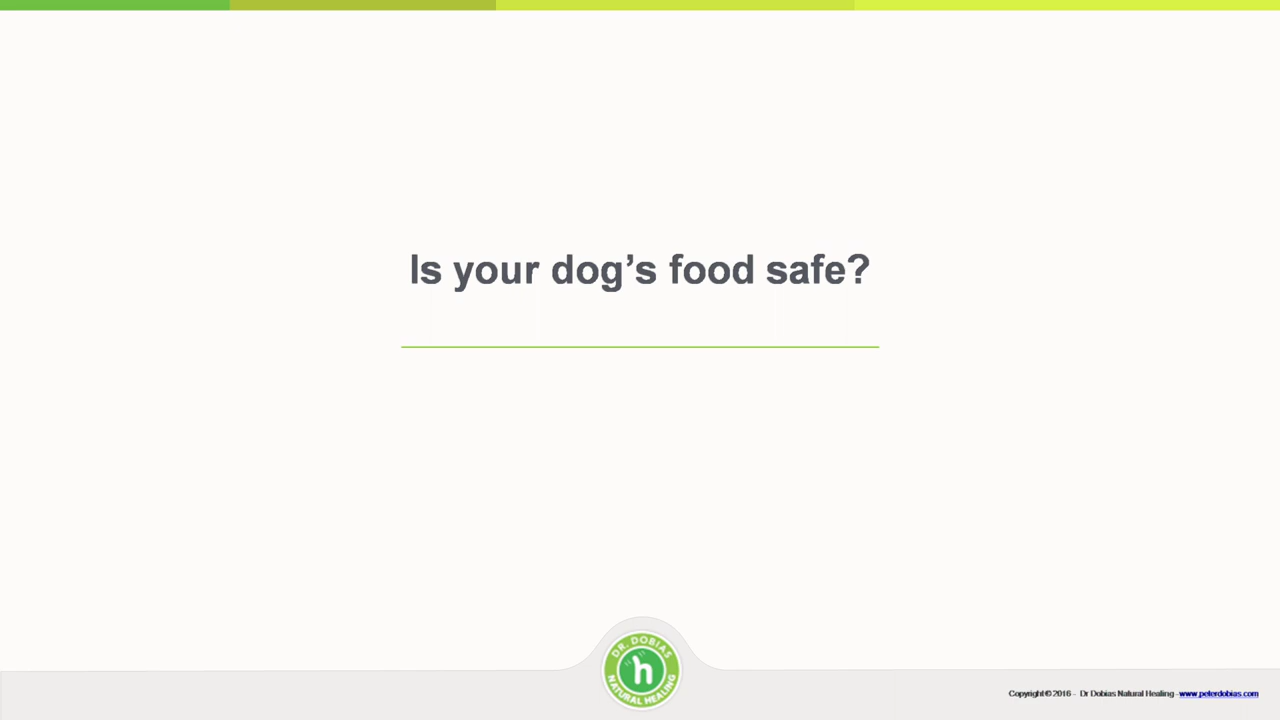 Is your dog’s food safe?
DR. DOBIAS
h
NATURAL HEALING
Copyright © 2016 - Dr Dobias Natural Healing - www.peterdobias.com